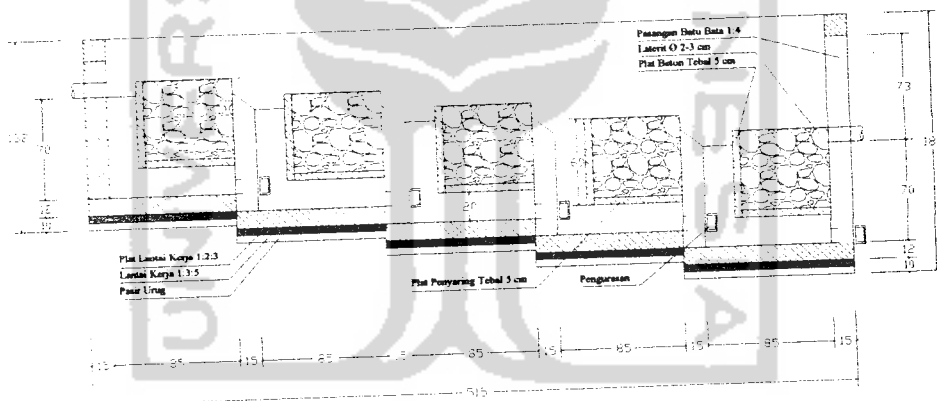 Pasangan Batu Bata 1:4
Laterit O 2-3 cm
Plat Beton Tebal 5 cm
73
18
70
70
12
10
Plat Lantai Kerja 1:2:3
Lantai Kerja 1:3:5
Pasir Urug
Plat Penyaring Tebal 5 cm
Pengurasan
15 85 15 85 15 85 15 85 15 85 15
515
UNIVERS
NESIA